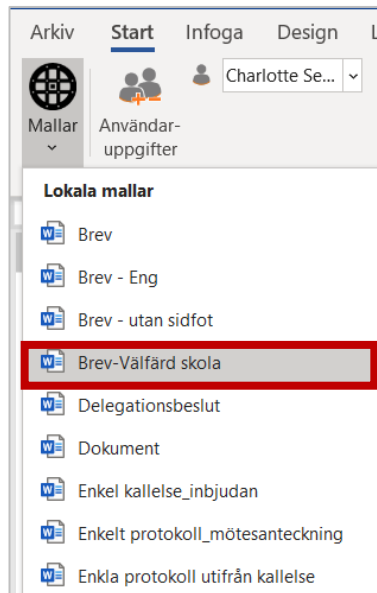 Arkiv Start Infoga Design
Charlotte Se...
Mallar Användar-
uppgifter
Lokala mallar
Brev
Brev - Eng
Brev - utan sidfot
Brev-Välfärd skola
Delegationsbeslut
Dokument
Enkel kallelse_inbjudan
Enkelt protokoll_mötesanteckning
Enkla protokoll utifrån kallelse